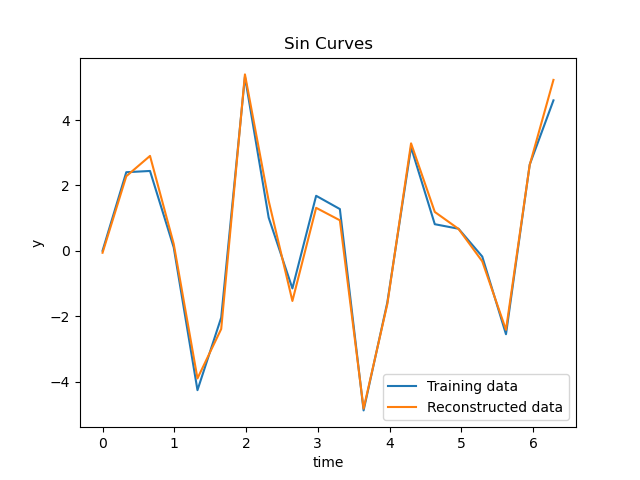 Sin Curves
y
4
2
0
−2
−4
0 1 2 3 4 5 6
time
Training data
Reconstructed data